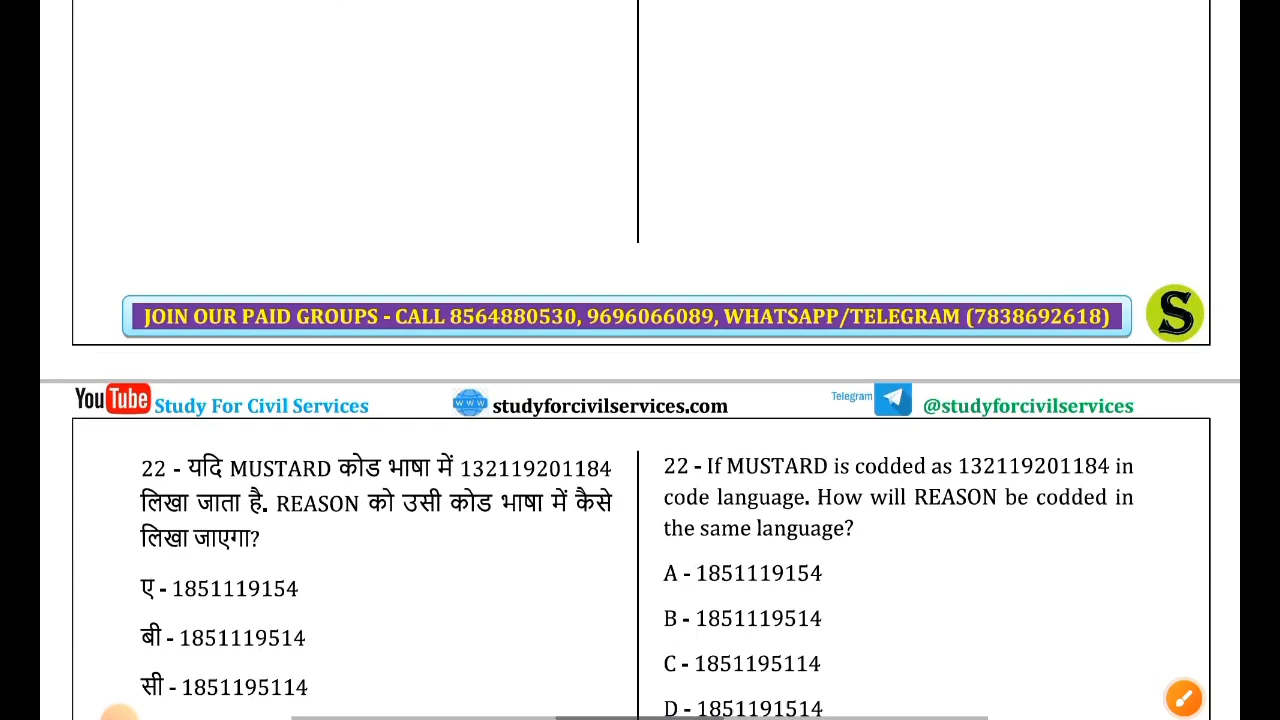 JOIN OUR PAID GROUPS - CALL 8564880530, 9696066089, WHATSAPP/TELEGRAM (7838692618)
S
YouTube Study For Civil Services
www studyforcivilservices.com
Telegram @studyforcivilservices
22 - यदि MUSTARD कोड भाषा में 132119201184
लिखा जाता है. REASON को उसी कोड भाषा में कैसे
लिखा जाएगा?
ए - 1851119154
बी - 1851119514
सी - 1851195114
22 - If MUSTARD is codded as 132119201184 in
code language. How will REASON be codded in
the same language?
A - 1851119154
B - 1851119514
C - 1851195114
D - 1851191514